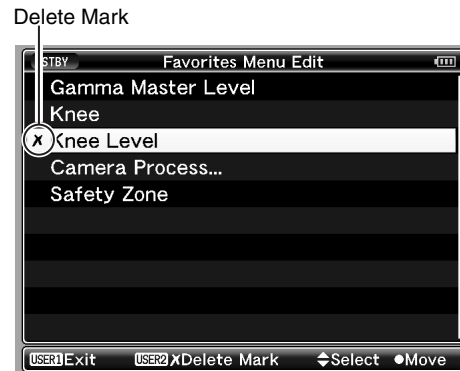 Delete Mark
STBY Favorites Menu Edit
Gamma Master Level
Knee
✗ Knee Level
Camera Process...
Safety Zone
USER1 Exit USER2 ✗Delete Mark ◆Select ●Move